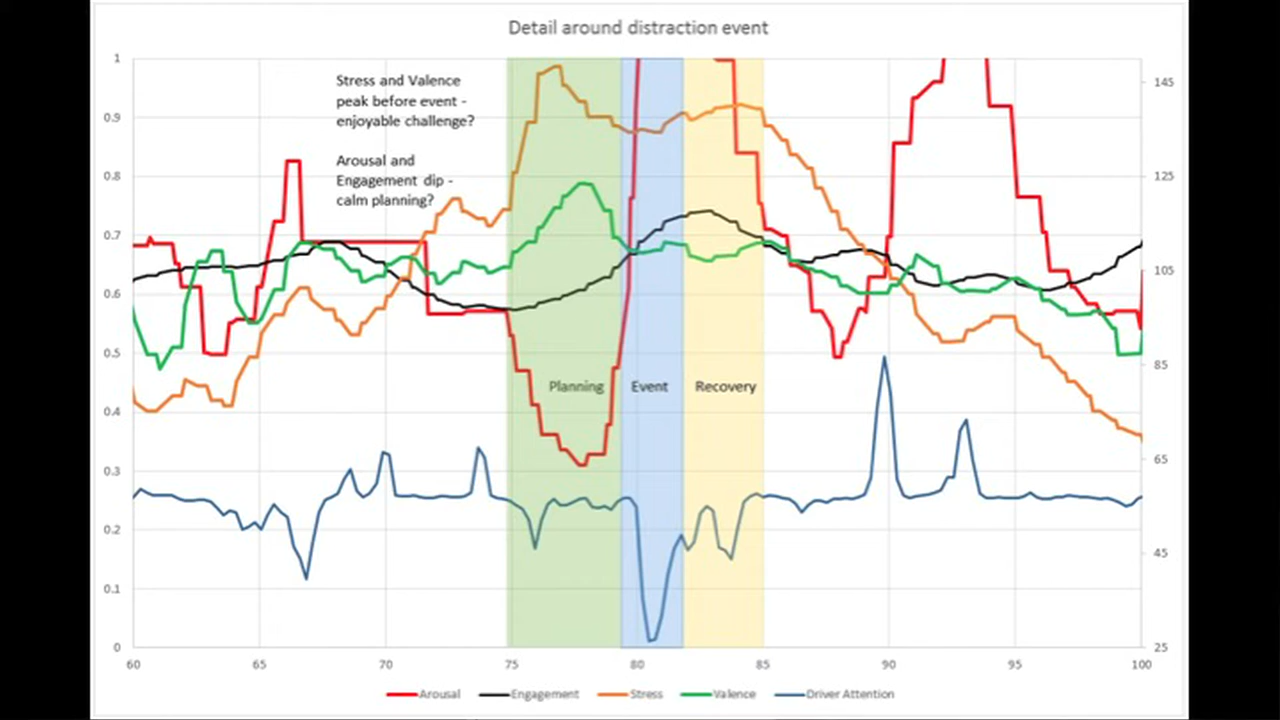 Detail around distraction event
1
0.9
0.8
0.7
0.6
0.5
0.4
0.3
0.2
0.1
0
145
125
105
85
65
45
25
Stress and Valence
peak before event -
enjoyable challenge?
Arousal and
Engagement dip -
calm planning?
Planning Event Recovery
60 65 70 75 80 85 90 95 100
Arousal Engagement Stress Valence Driver Attention